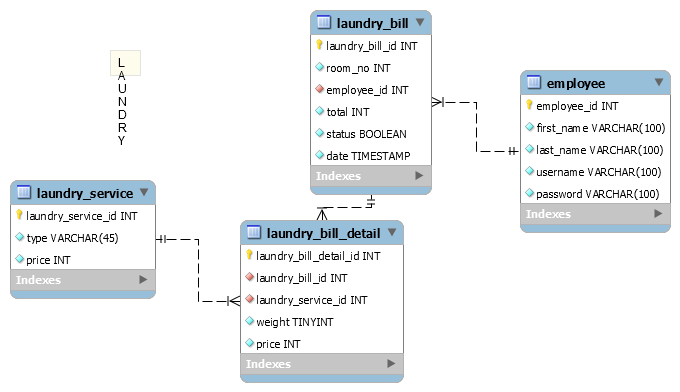 LAUNDRY
laundry_bill
laundry_bill_id INT
room_no INT
employee_id INT
total INT
status BOOLEAN
date TIMESTAMP
Indexes
employee
employee_id INT
first_name VARCHAR(100)
last_name VARCHAR(100)
username VARCHAR(100)
password VARCHAR(100)
laundry_service
laundry_service_id INT
type VARCHAR(45)
price INT
Indexes
laundry_bill_detail
laundry_bill_detail_id INT
laundry_bill_id INT
laundry_service_id INT
weight TINYINT
price INT
Indexes